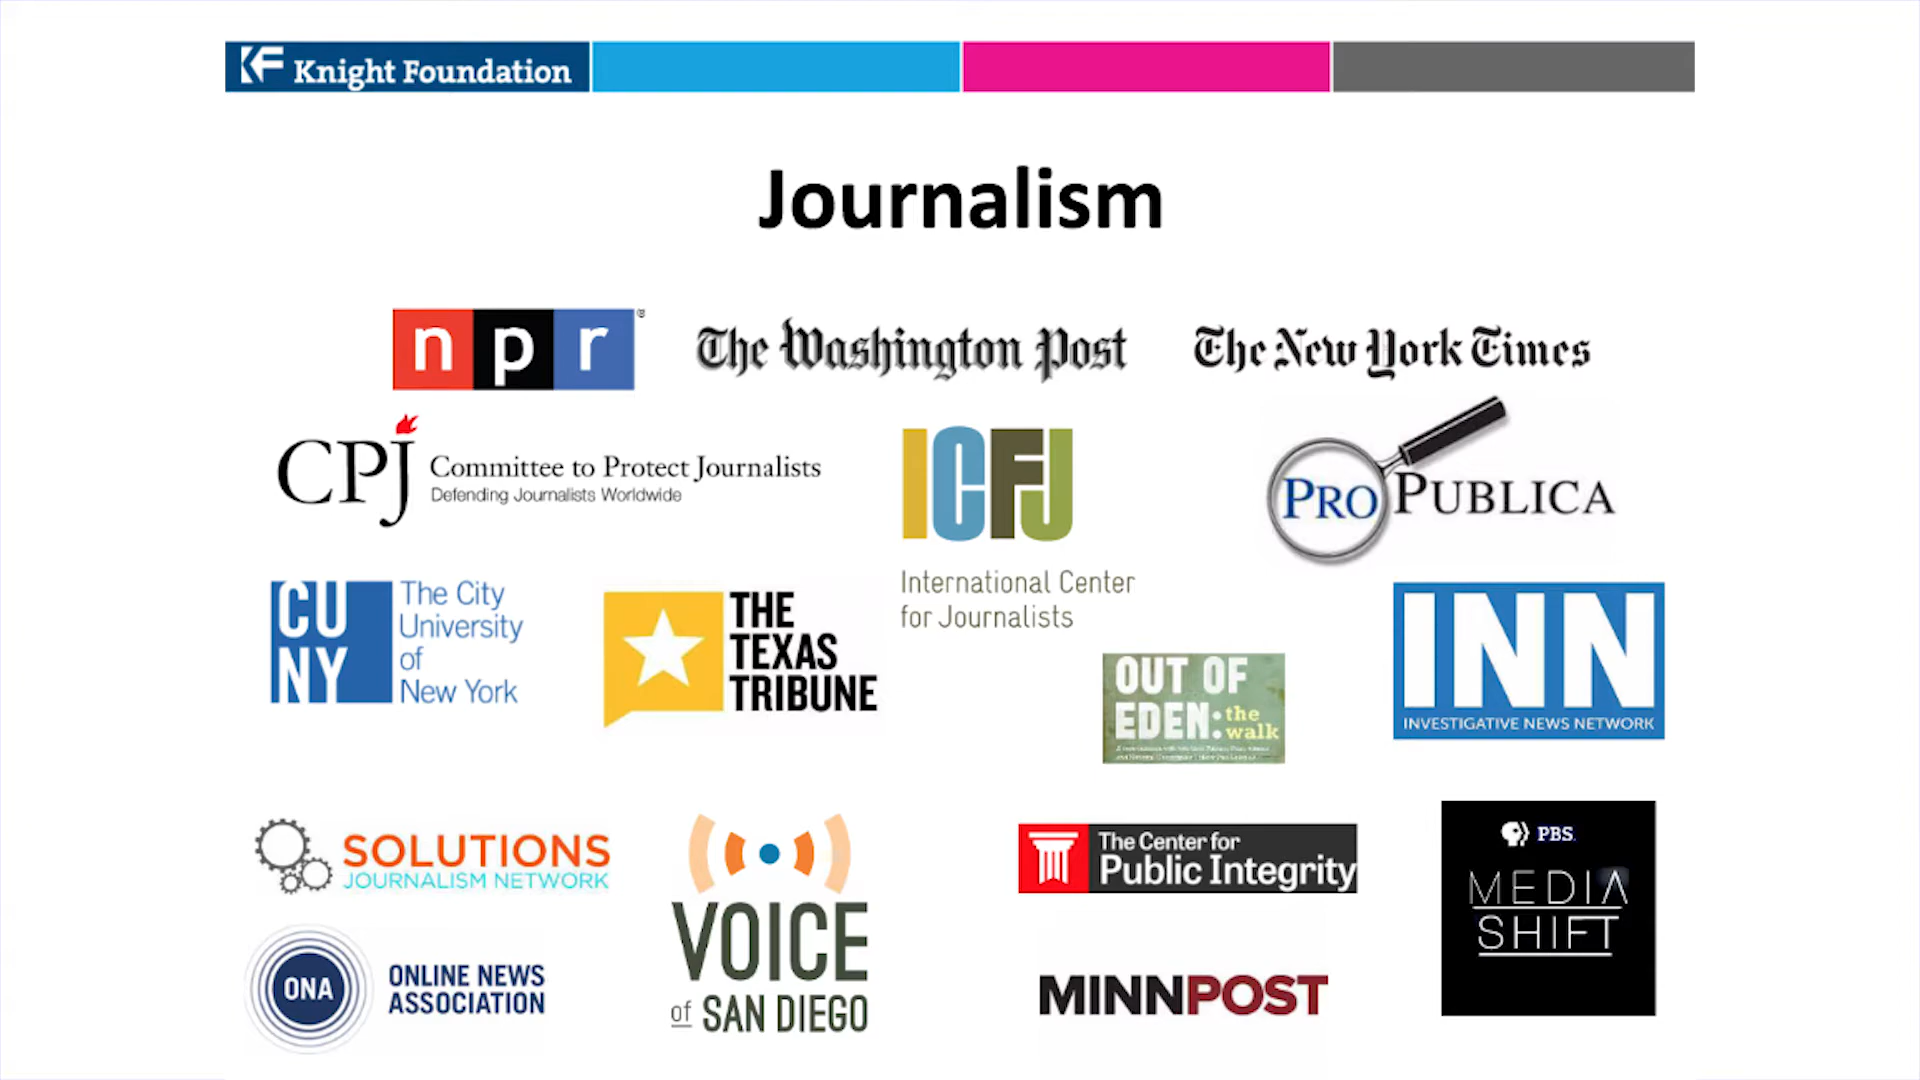 KF Knight Foundation
Journalism
npr®
The Washington Post
The New York Times
CPJ
Committee to Protect Journalists
Defending Journalists Worldwide
ICFJ
International Center
for Journalists
PROPUBLICA
CU
NY
The City
University
of
New York
THE
TEXAS
TRIBUNE
OUT OF
EDEN: the
walk
INN
INVESTIGATIVE NEWS NETWORK
SOLUTIONS
JOURNALISM NETWORK
VOICE
of SAN DIEGO
The Center for
Public Integrity
PBS.
MEDIA
SHIFT
ONA
ONLINE NEWS
ASSOCIATION
MINNPOST